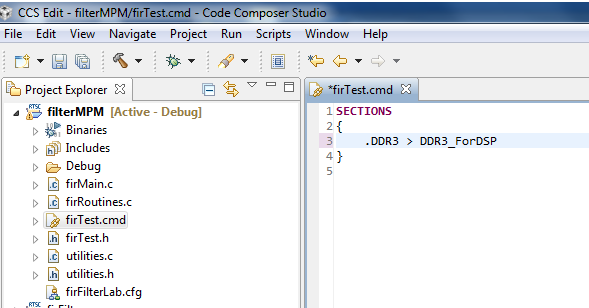 CCS Edit - filterMPM/firTest.cmd - Code Composer Studio
File Edit View Navigate Project Run Scripts Window Help
Project Explorer
filterMPM [Active - Debug]
Binaries
Includes
Debug
firMain.c
firRoutines.c
firTest.cmd
firTest.h
utilities.c
utilities.h
firFilterLab.cfg
*firTest.cmd
1 SECTIONS
2 {
3 .DDR3 > DDR3_ForDSP
4 }
5